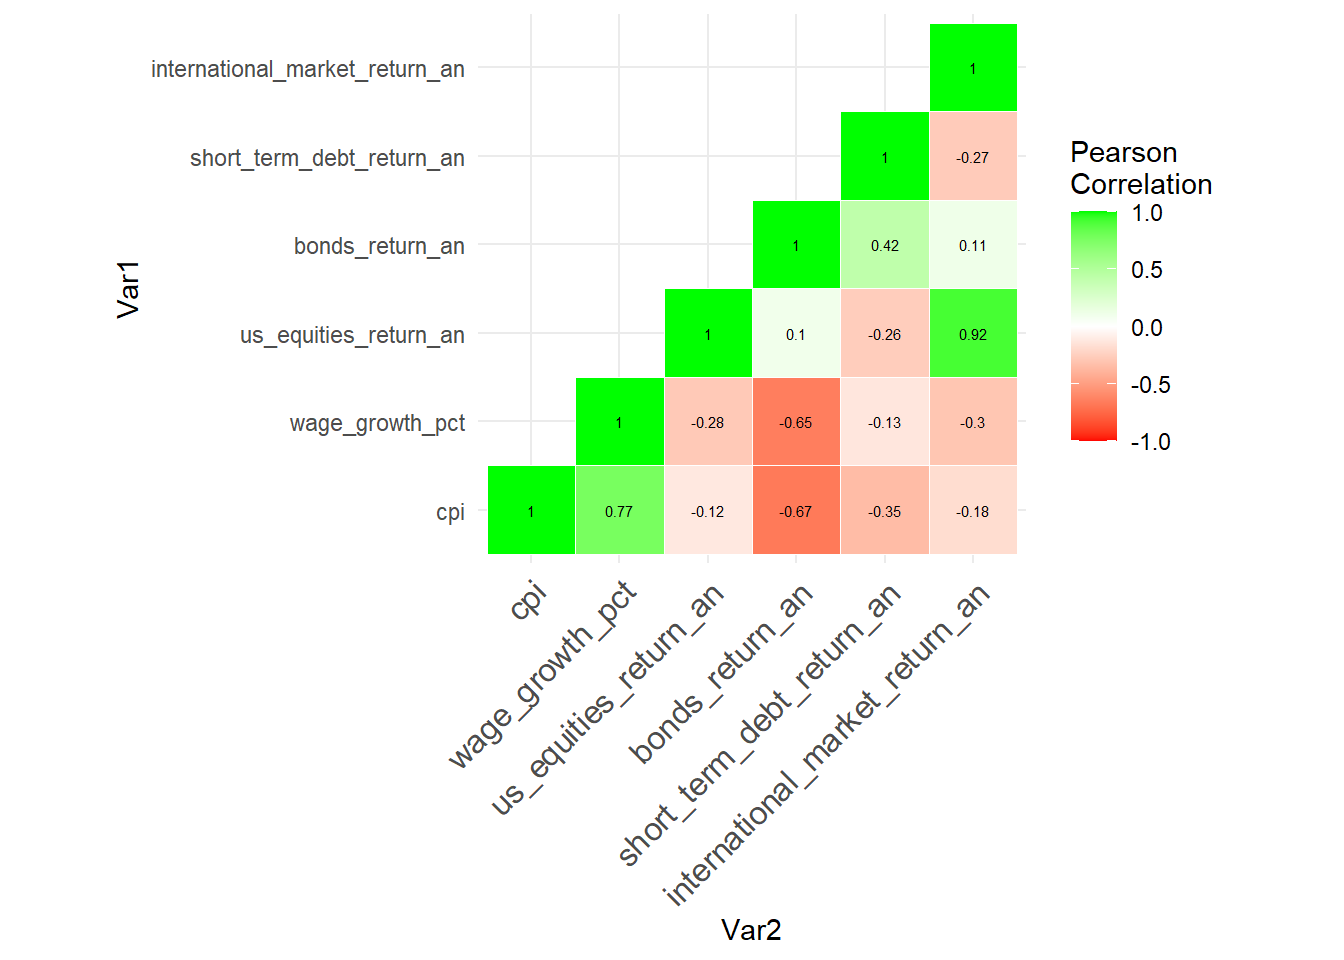 international_market_return_an
1
short_term_debt_return_an
1
-0.27
bonds_return_an
1
0.42
0.11
us_equities_return_an
1
0.1
-0.26
0.92
wage_growth_pct
1
-0.28
-0.65
-0.13
-0.3
cpi
1
0.77
-0.12
-0.67
-0.35
-0.18
Var1
cpi
wage_growth_pct
us_equities_return_an
bonds_return_an
short_term_debt_return_an
international_market_return_an
Var2
Pearson
Correlation
1.0
0.5
0.0
-0.5
-1.0